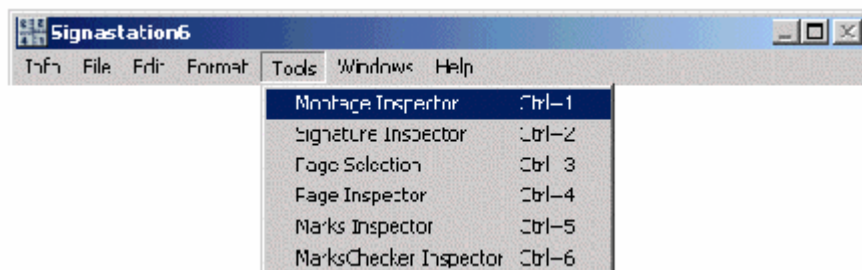 Signastation6
Info File Edit Format Tools Windows Help
Montage Inspector Ctrl–1
Signature Inspector Ctrl–2
Page Selection Ctrl–3
Page Inspector Ctrl–4
Marks Inspector Ctrl–5
MarksChecker Inspector Ctrl–6